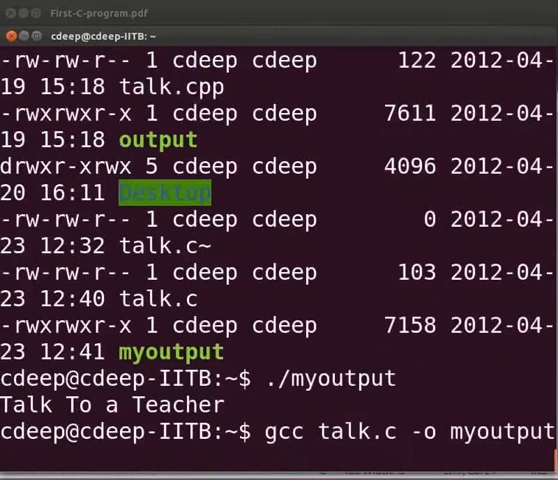 First-C-program.pdf
cdeep@cdeep-IITB: ~
-rw-rw-r-- 1 cdeep cdeep 122 2012-04-
19 15:18 talk.cpp
-rwxrwxr-x 1 cdeep cdeep 7611 2012-04-
19 15:18 output
drwxr-xrwx 5 cdeep cdeep 4096 2012-04-
20 16:11 Desktop
-rw-rw-r-- 1 cdeep cdeep 0 2012-04-
23 12:32 talk.c~
-rw-rw-r-- 1 cdeep cdeep 103 2012-04-
23 12:40 talk.c
-rwxrwxr-x 1 cdeep cdeep 7158 2012-04-
23 12:41 myoutput
cdeep@cdeep-IITB:~$ ./myoutput
Talk To a Teacher
cdeep@cdeep-IITB:~$ gcc talk.c -o myoutput